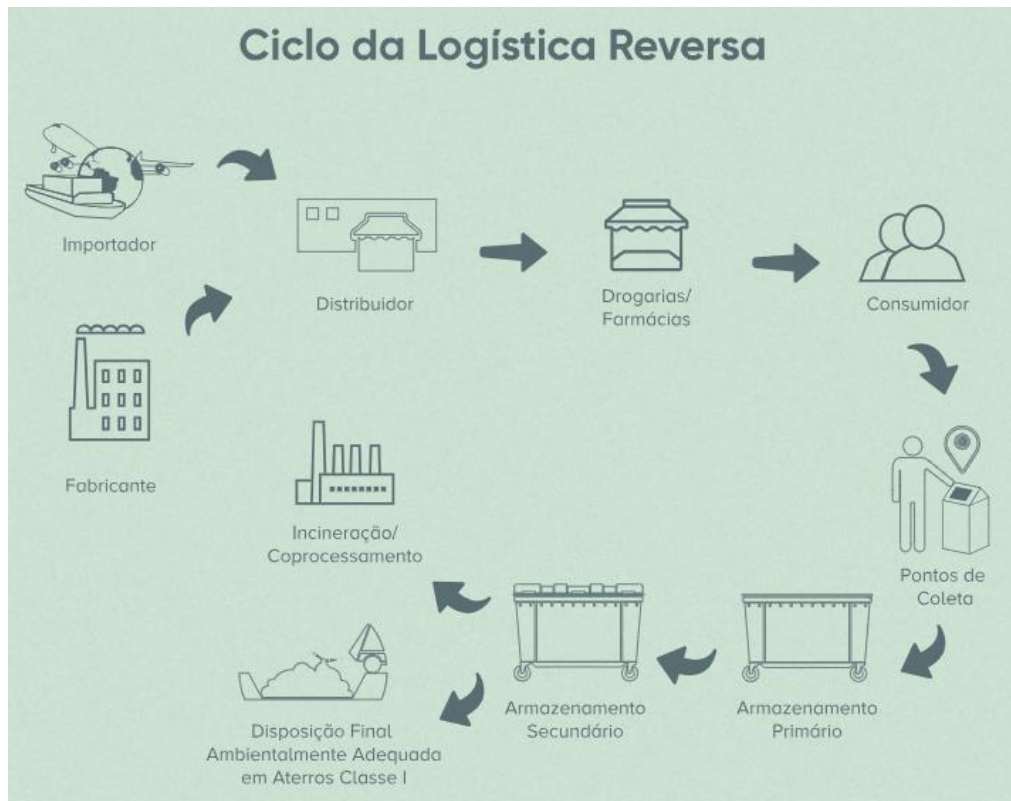 Ciclo da Logística Reversa
Importador
Distribuidor
Drogarias/
Farmácias
Consumidor
Fabricante
Incineração/
Coprocessamento
Pontos de
Coleta
Armazenamento
Secundário
Armazenamento
Primário
Disposição Final
Ambientalmente Adequada
em Aterros Classe I